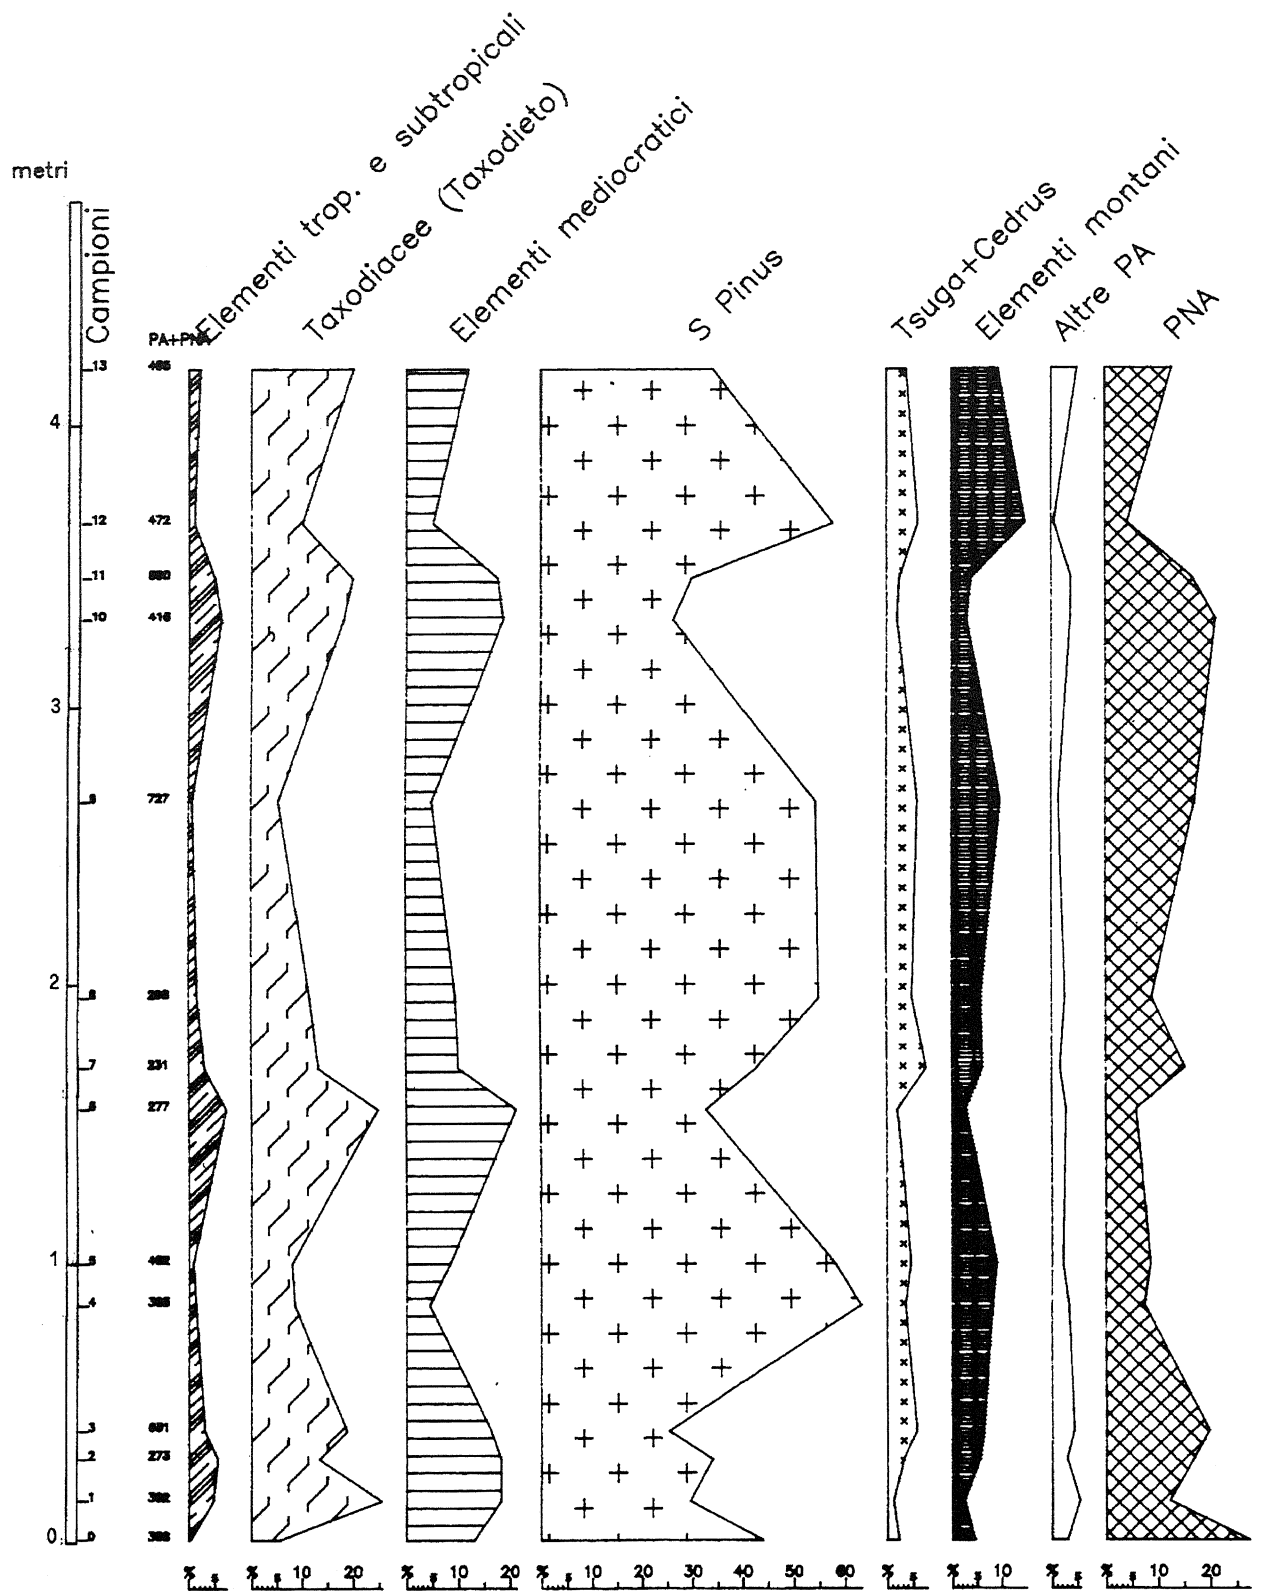 Elementi trop. e subtropicali
Taxodiacee (Taxodieto)
Elementi mediocratici
S Pinus
Tsuga+Cedrus
Elementi montani
Altre PA
PNA
metri
Campioni
PA+PNA
13
4
12 472
11
10 416
3
9 727
2
8
7 231
6 277
1 5
4
3
2 273
1
0 0
% 5 % 5 10 20 % 5 10 20 % 5 10 20 30 40 50 60 % 5 % 5 10 % 5 % 5 10 20